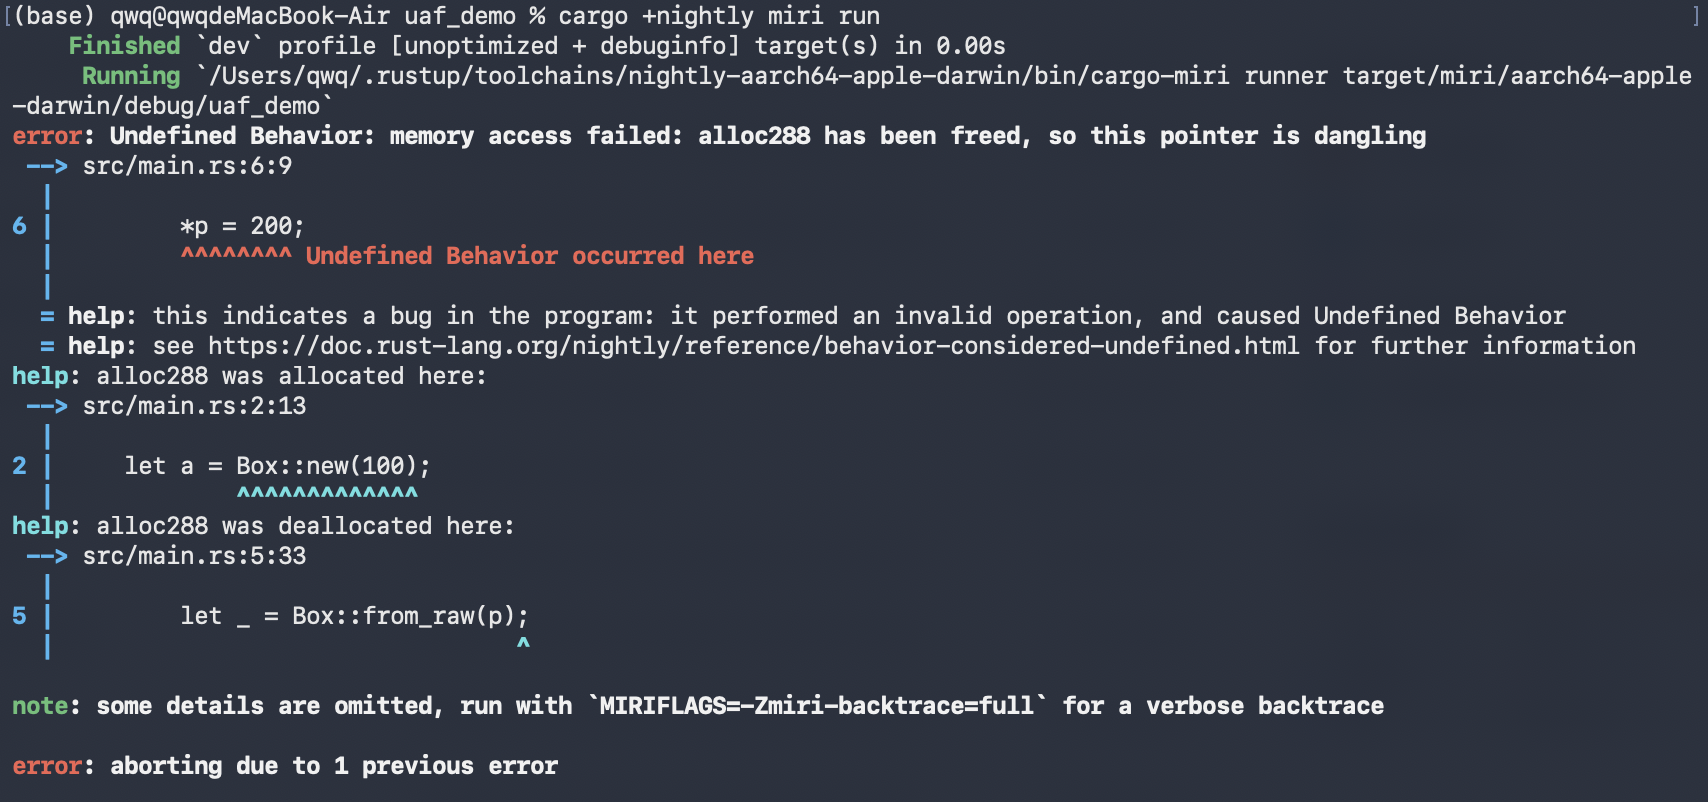 [(base) qwq@qwqdeMacBook-Air uaf_demo % cargo +nightly miri run ]
    Finished `dev` profile [unoptimized + debuginfo] target(s) in 0.00s
     Running `/Users/qwq/.rustup/toolchains/nightly-aarch64-apple-darwin/bin/cargo-miri runner target/miri/aarch64-apple
-darwin/debug/uaf_demo`
error: Undefined Behavior: memory access failed: alloc288 has been freed, so this pointer is dangling
 --> src/main.rs:6:9
  |
6 |         *p = 200;
  |         ^^^^^^^^ Undefined Behavior occurred here
  |
  = help: this indicates a bug in the program: it performed an invalid operation, and caused Undefined Behavior
  = help: see https://doc.rust-lang.org/nightly/reference/behavior-considered-undefined.html for further information
help: alloc288 was allocated here:
 --> src/main.rs:2:13
  |
2 |     let a = Box::new(100);
  |             ^^^^^^^^^^^^^
help: alloc288 was deallocated here:
 --> src/main.rs:5:33
  |
5 |         let _ = Box::from_raw(p);
  |                                 ^

note: some details are omitted, run with `MIRIFLAGS=-Zmiri-backtrace=full` for a verbose backtrace

error: aborting due to 1 previous error